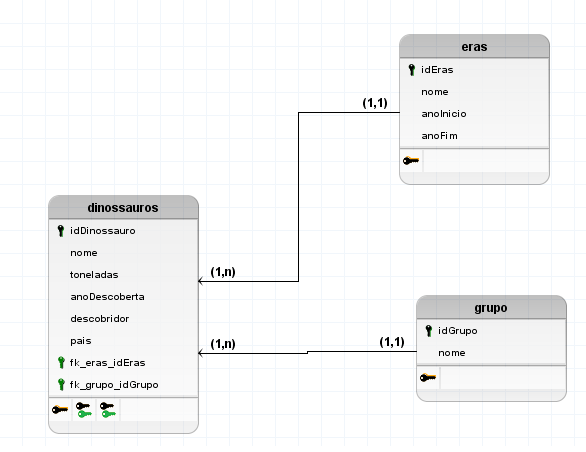 eras
idEras
nome
anoInicio
anoFim
(1,1)
dinossauros
idDinossauro
nome
toneladas
anoDescoberta
descobridor
pais
fk_eras_idEras
fk_grupo_idGrupo
(1,n)
(1,n)
(1,1)
grupo
idGrupo
nome